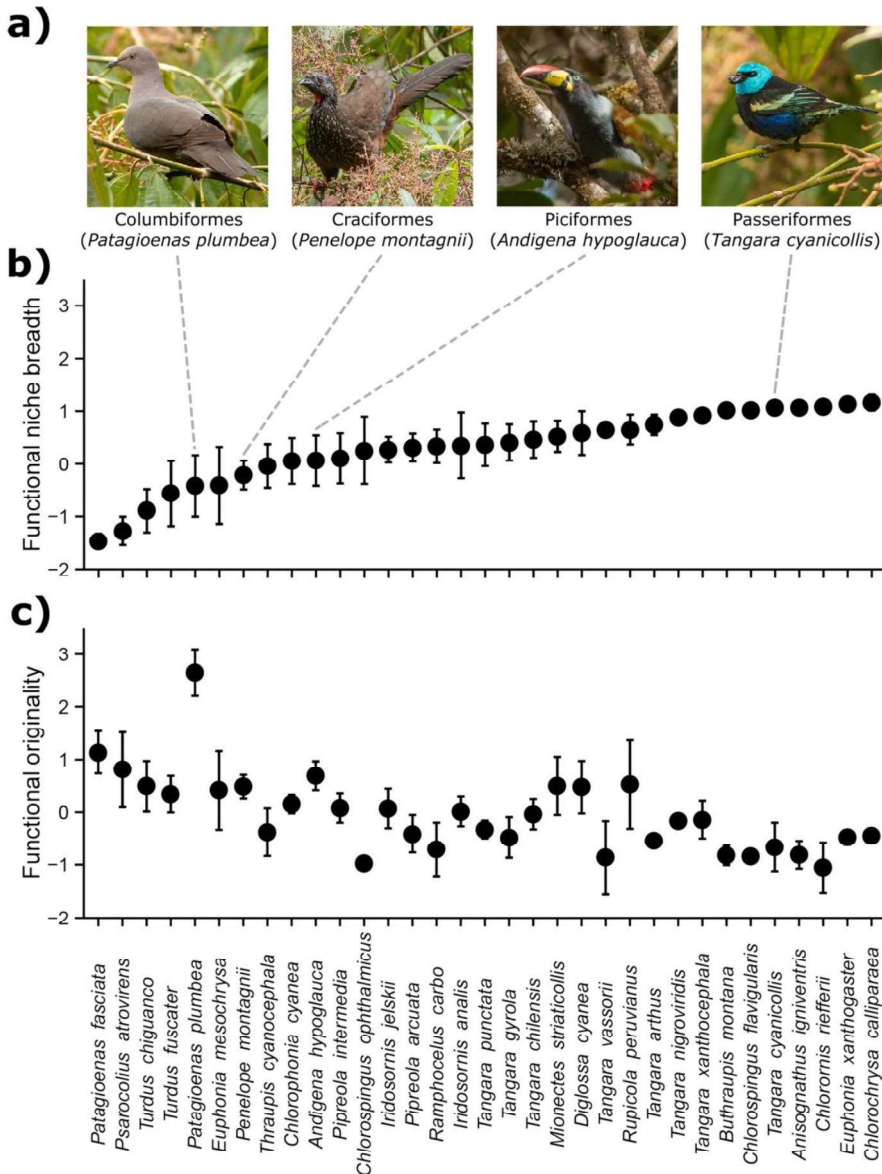 a)
Columbiformes
(Patagioenas plumbea)
Craciformes
(Penelope montagnii)
Piciformes
(Andigena hypoglauca)
Passeriformes
(Tangara cyanicollis)
b)
Functional niche breadth
3
2
1
0
−1
−2
c)
Functional originality
3
2
1
0
−1
−2
Patagioenas fasciata
Psarocolius atrovirens
Turdus chiguanco
Turdus fuscater
Patagioenas plumbea
Euphonia mesochrysa
Penelope montagnii
Thraupis cyanocephala
Chlorophonia cyanea
Andigena hypoglauca
Pipreola intermedia
Chlorospingus ophthalmicus
Iridosornis jelskii
Pipreola arcuata
Ramphocelus carbo
Iridosornis analis
Tangara punctata
Tangara gyrola
Tangara chilensis
Mionectes striaticollis
Diglossa cyanea
Tangara vassorii
Rupicola peruvianus
Tangara arthus
Tangara nigroviridis
Tangara xanthocephala
Buthraupis montana
Chlorospingus flavigularis
Tangara cyanicollis
Anisognathus igniventris
Chlorornis riefferii
Euphonia xanthogaster
Chlorochrysa calliparaea